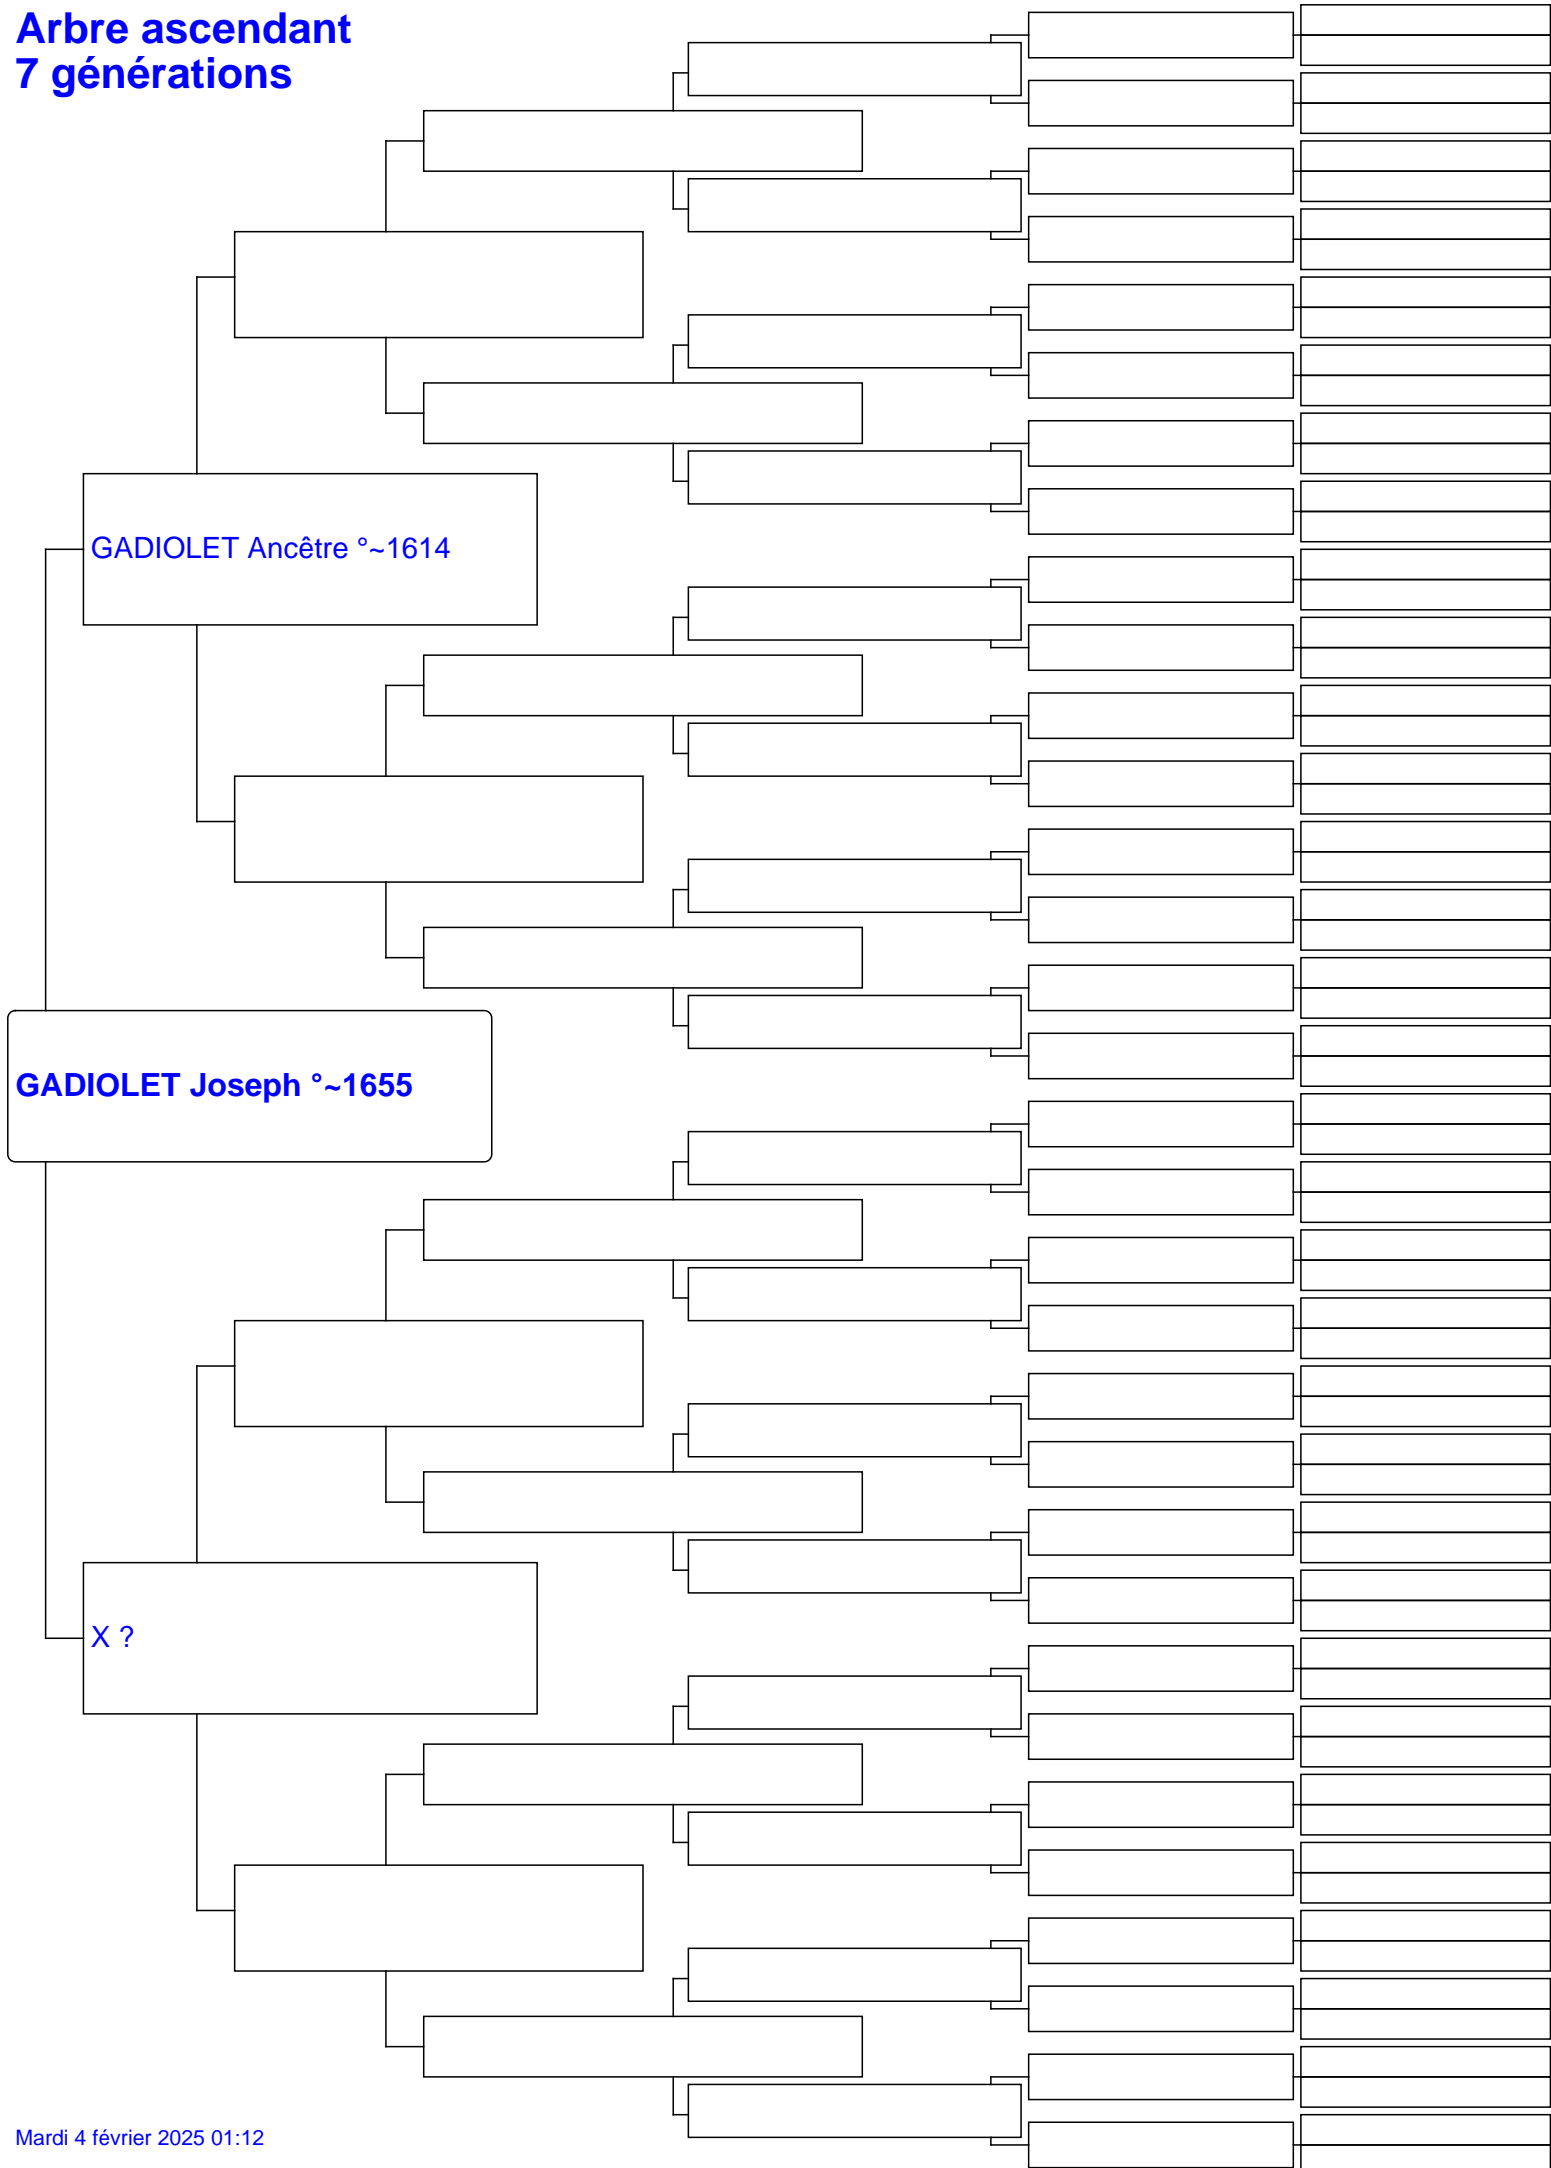 Arbre ascendant
7 générations
GADIOLET Ancêtre °~1614
GADIOLET Joseph °~1655
X ?
Mardi 4 février 2025 01:12